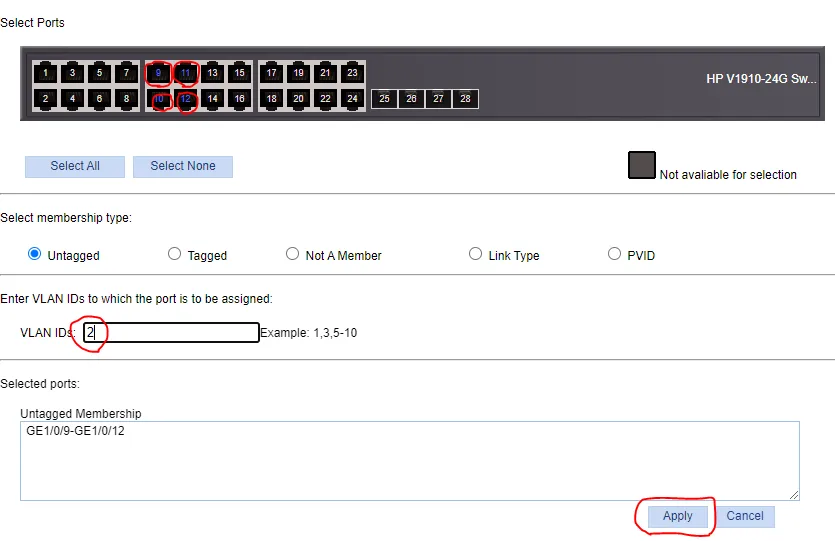 Select Ports
1 3 5 7 9 11 13 15 17 19 21 23
HP V1910-24G Sw...
2 4 6 8 10 12 14 16 18 20 22 24 25 26 27 28
Select All Select None
Not avaliable for selection
Select membership type:
Untagged Tagged Not A Member Link Type PVID
Enter VLAN IDs to which the port is to be assigned:
VLAN IDs: 2 Example: 1,3,5-10
Selected ports:
Untagged Membership
GE1/0/9-GE1/0/12
Apply Cancel